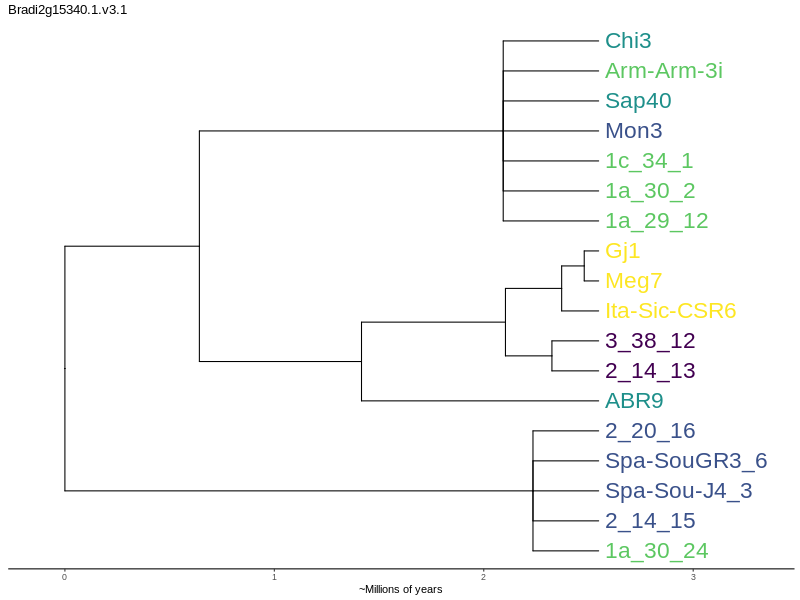 Bradi2g15340.1.v3.1
Chi3
Arm-Arm-3i
Sap40
Mon3
1c_34_1
1a_30_2
1a_29_12
Gj1
Meg7
Ita-Sic-CSR6
3_38_12
2_14_13
ABR9
2_20_16
Spa-SouGR3_6
Spa-Sou-J4_3
2_14_15
1a_30_24
0 1 2 3
~Millions of years